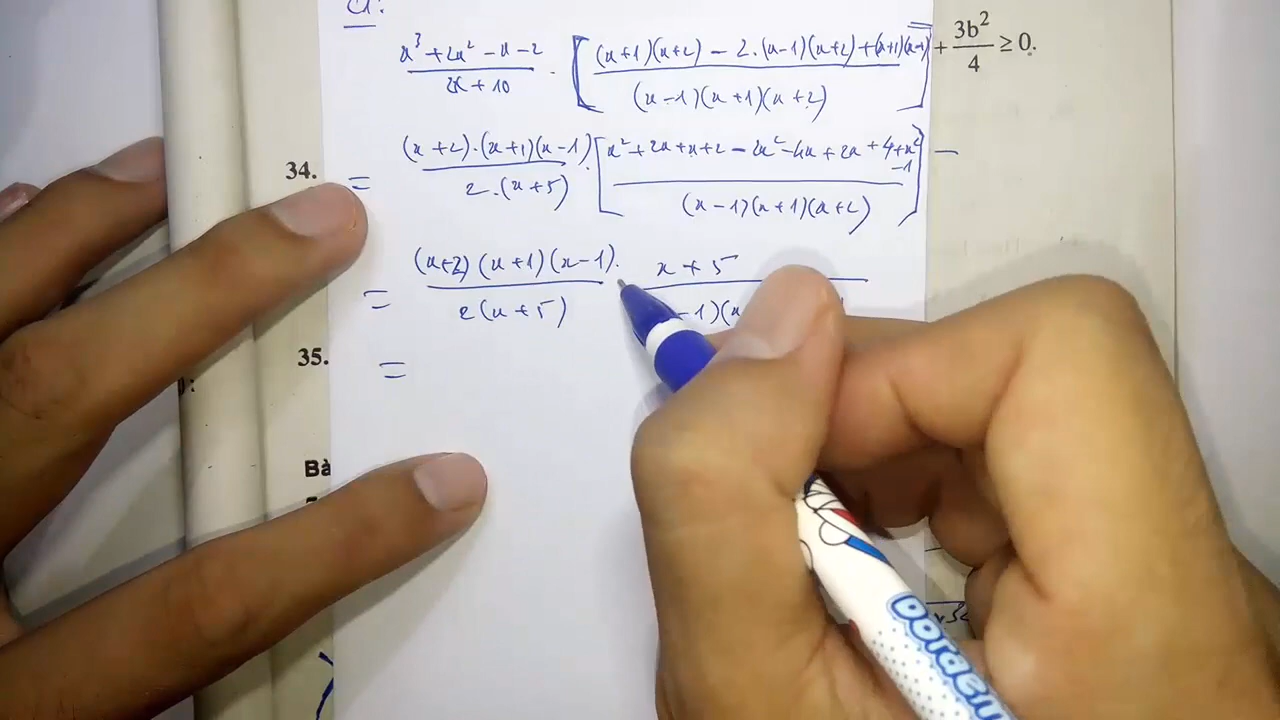 a.
x³ + 2x² - x - 2 / 2x + 10 · [ (x+1)(x+2) - 2.(x-1)(x+2) + (x+1)(x-1) / (x-1)(x+1)(x+2) ]
+ 3b²/4 ≥ 0.
34.
= (x+2).(x+1)(x-1) / 2.(x+5) · [ x² + 2x + x + 2 - 2x² - 4x + 2x + 4 + x² - 1 / (x-1)(x+1)(x+2) ]
= (x+2)(x+1)(x-1) / 2(x+5) · x + 5 / -1)(x
35.
=
Bà
DORAEM